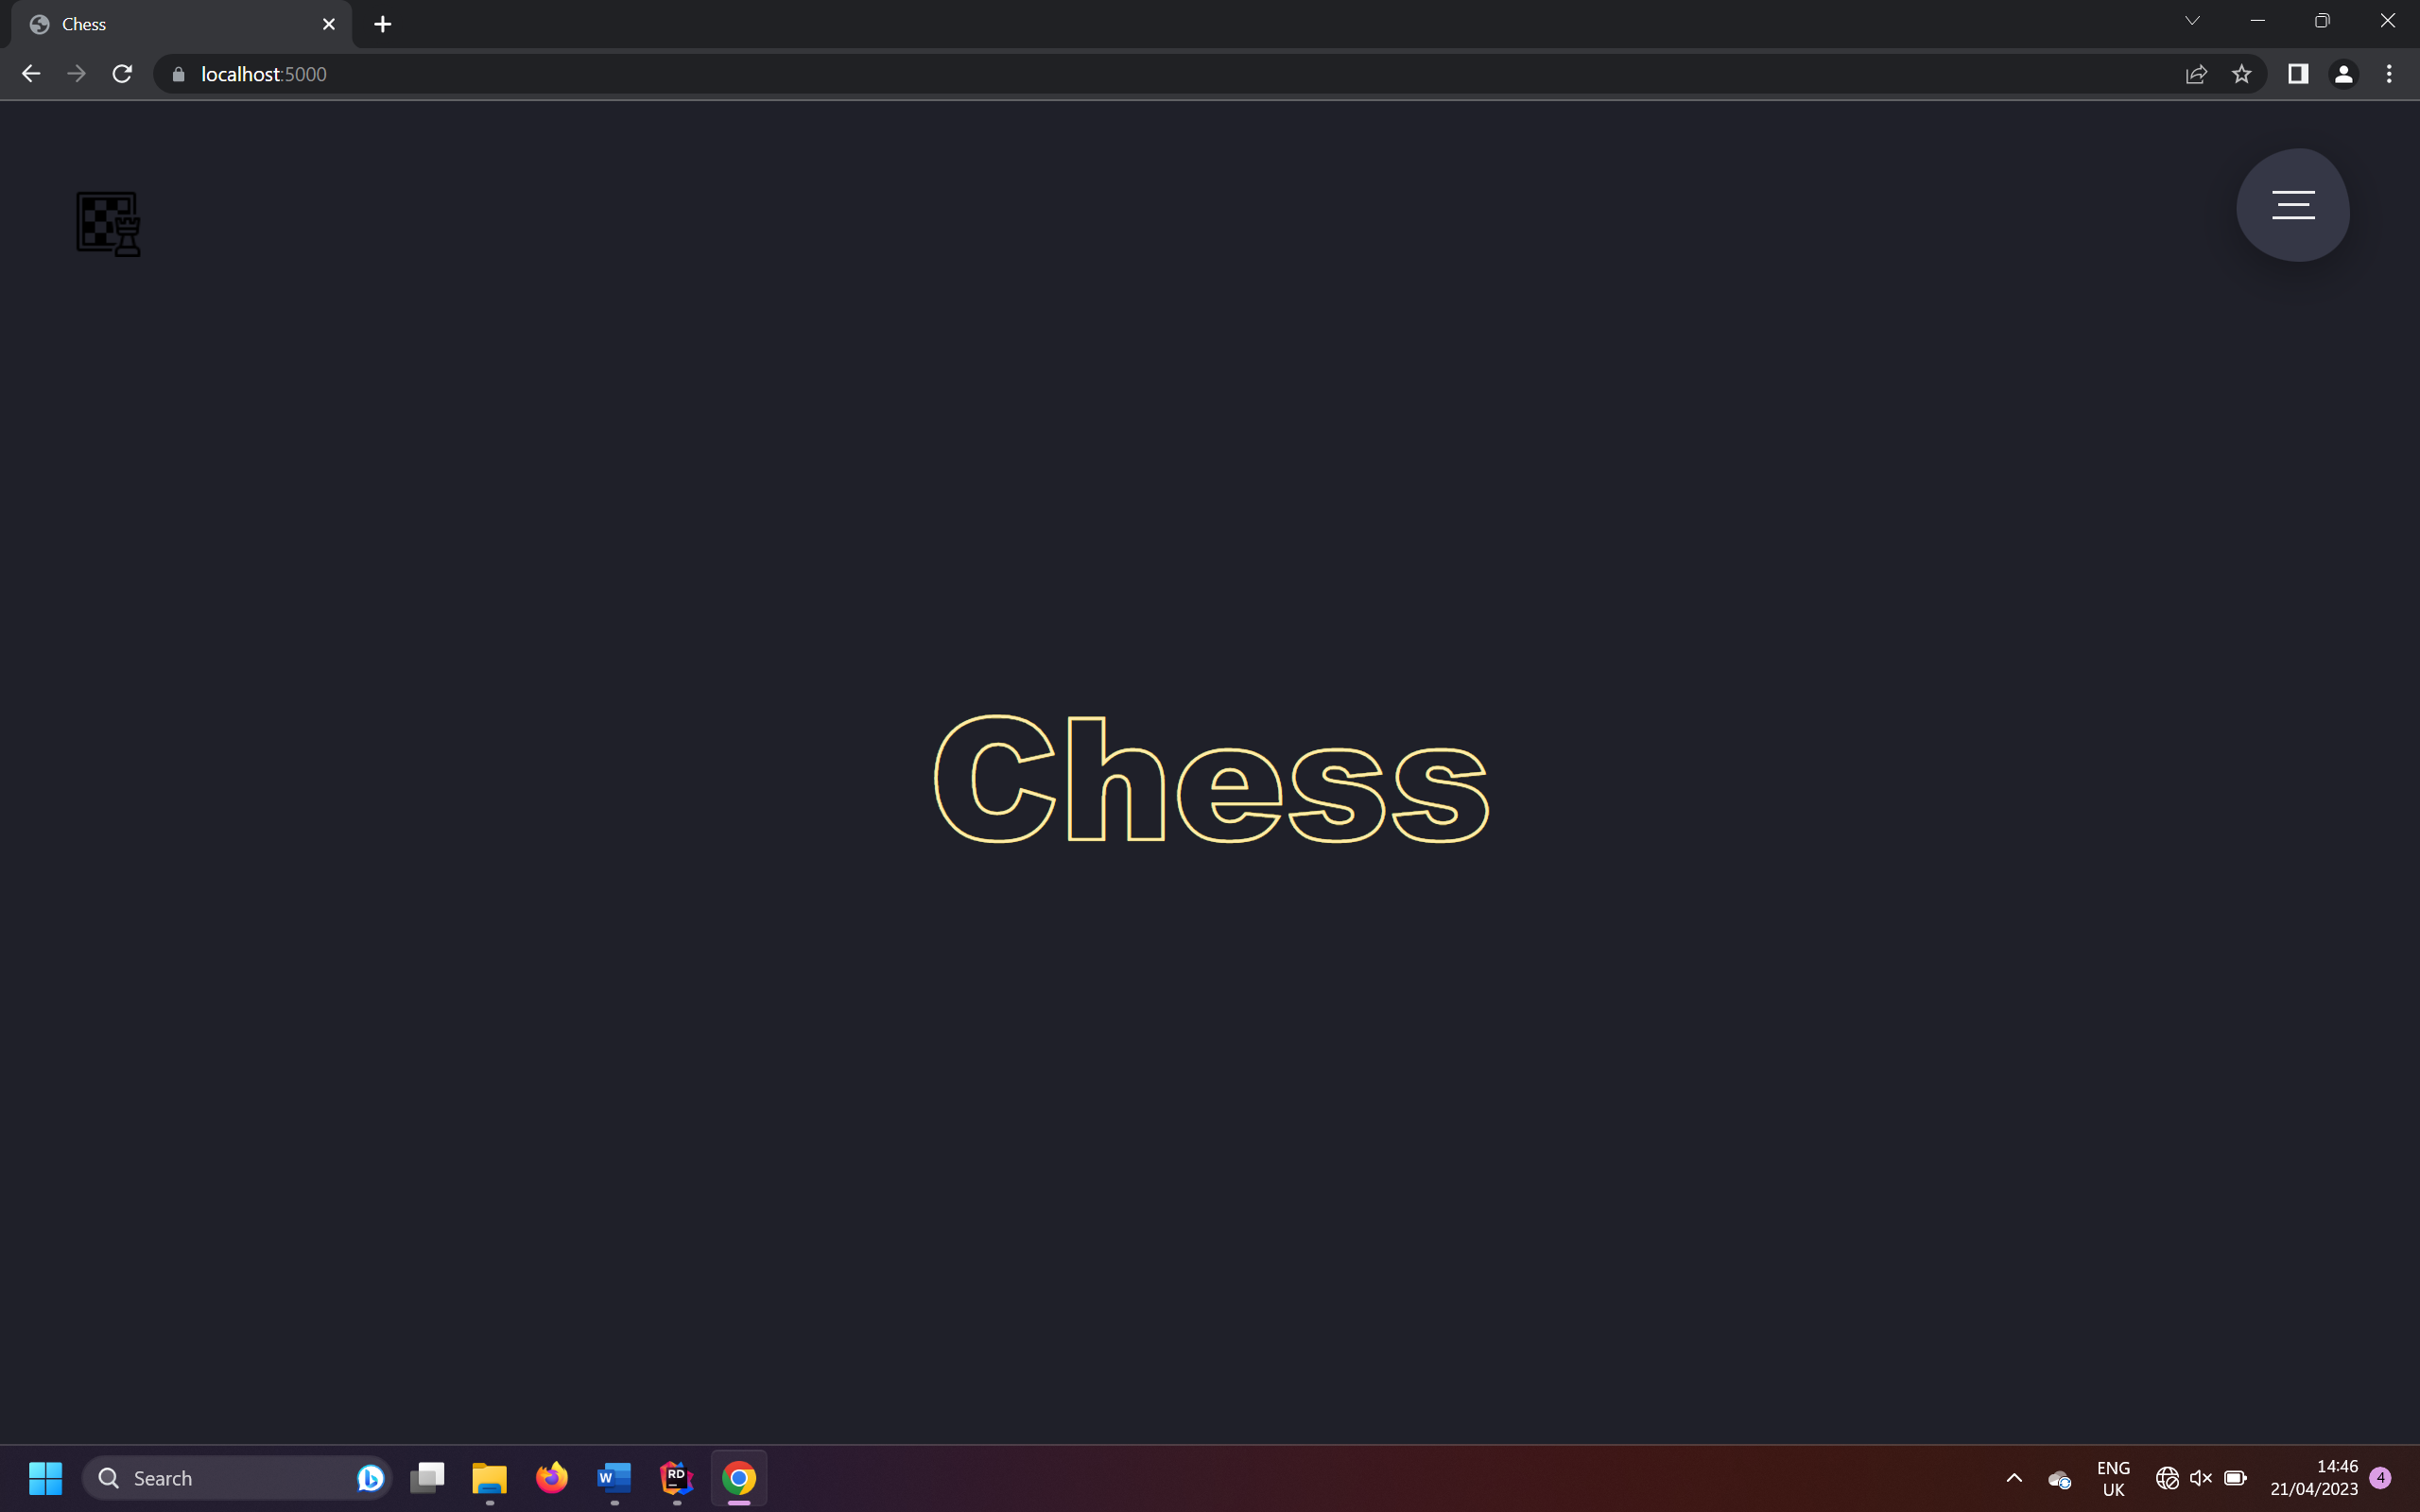 Chess
localhost:5000
Chess
Search
W
RD
ENG
UK
14:46
21/04/2023
4